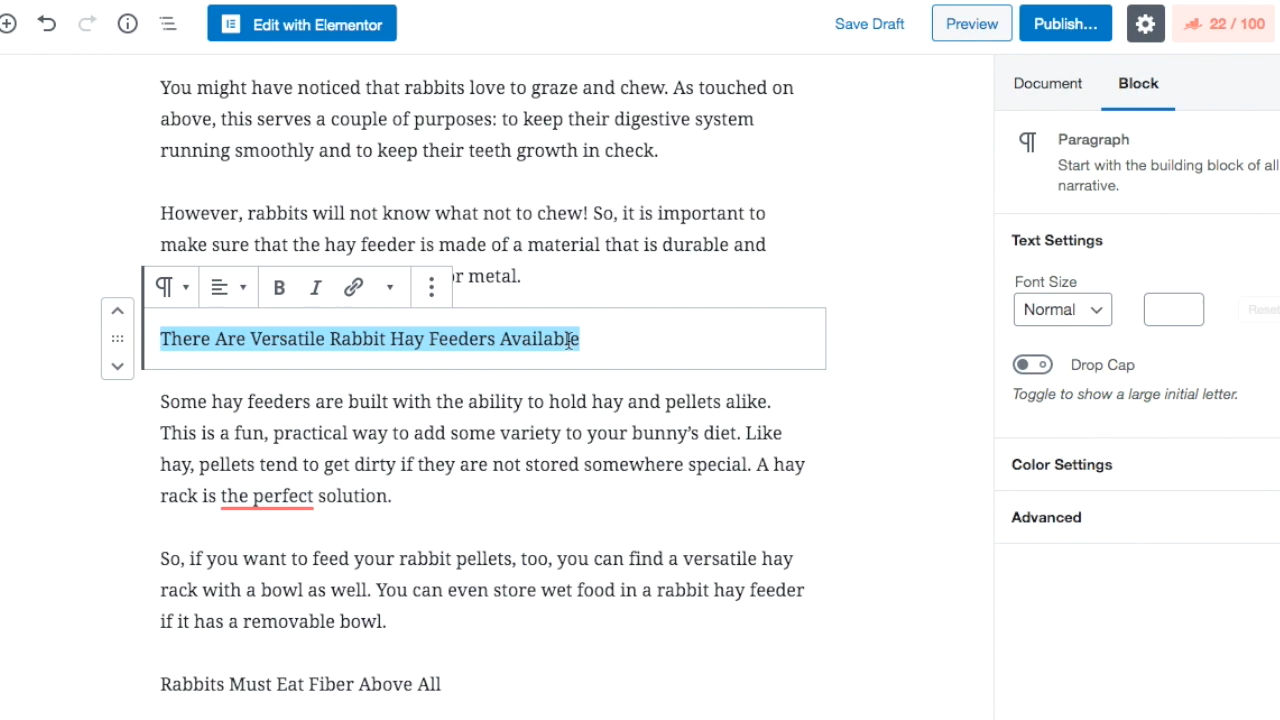 Edit with Elementor
Save Draft
Preview
Publish...
22 / 100
You might have noticed that rabbits love to graze and chew. As touched on
above, this serves a couple of purposes: to keep their digestive system
running smoothly and to keep their teeth growth in check.
However, rabbits will not know what not to chew! So, it is important to
make sure that the hay feeder is made of a material that is durable and
or metal.
B
I
There Are Versatile Rabbit Hay Feeders Available
Some hay feeders are built with the ability to hold hay and pellets alike.
This is a fun, practical way to add some variety to your bunny’s diet. Like
hay, pellets tend to get dirty if they are not stored somewhere special. A hay
rack is the perfect solution.
So, if you want to feed your rabbit pellets, too, you can find a versatile hay
rack with a bowl as well. You can even store wet food in a rabbit hay feeder
if it has a removable bowl.
Rabbits Must Eat Fiber Above All
Document
Block
Paragraph
Start with the building block of all
narrative.
Text Settings
Font Size
Normal
Reset
Drop Cap
Toggle to show a large initial letter.
Color Settings
Advanced